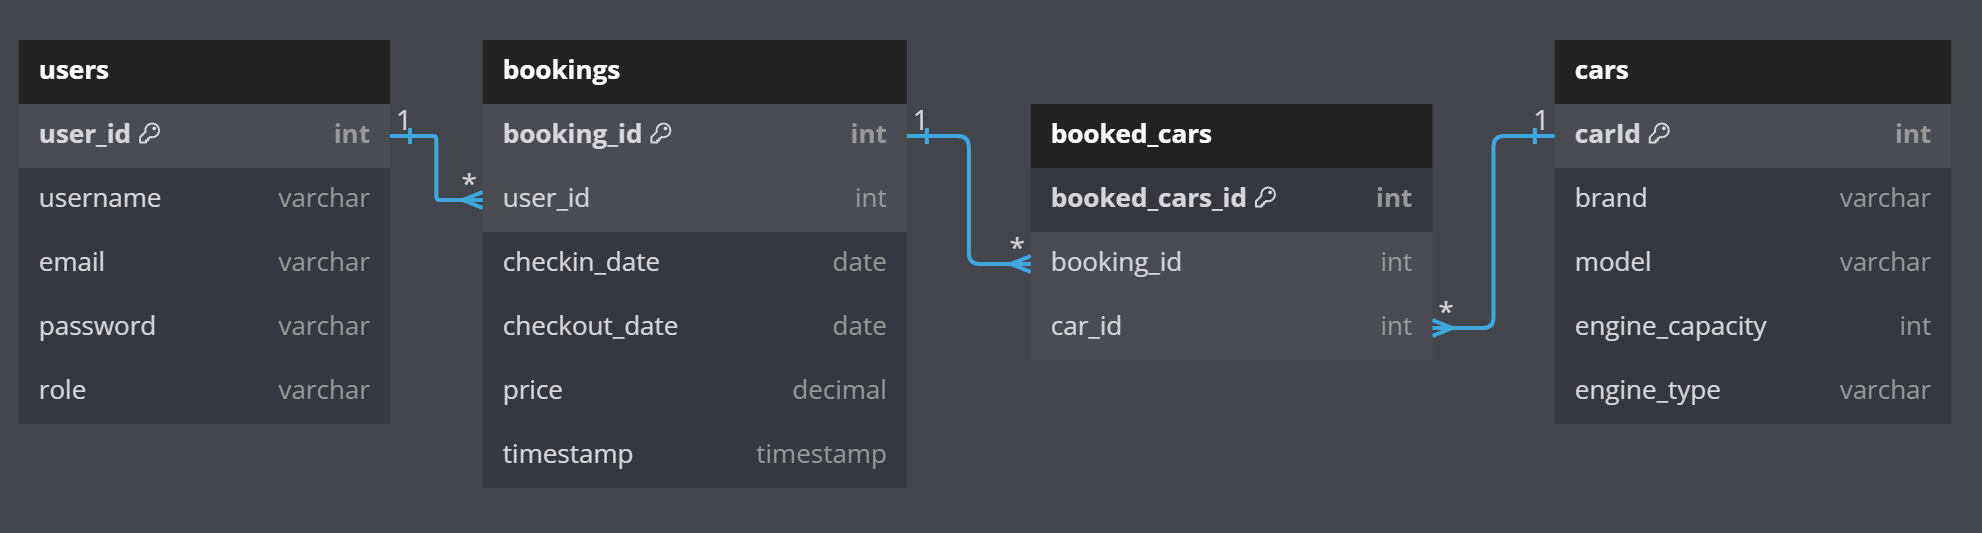 users
user_id int
username varchar
email varchar
password varchar
role varchar
1
*
bookings
booking_id int
user_id int
checkin_date date
checkout_date date
price decimal
timestamp timestamp
1
*
booked_cars
booked_cars_id int
booking_id int
car_id int
*
1
cars
carId int
brand varchar
model varchar
engine_capacity int
engine_type varchar